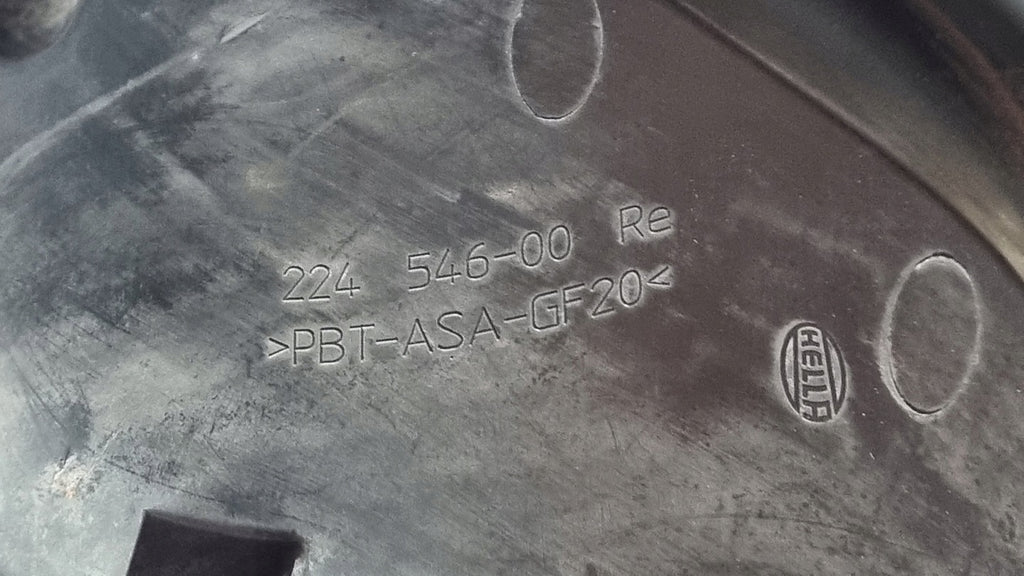 224 546-00 Re
>PBT-ASA-GF20<
HELLA